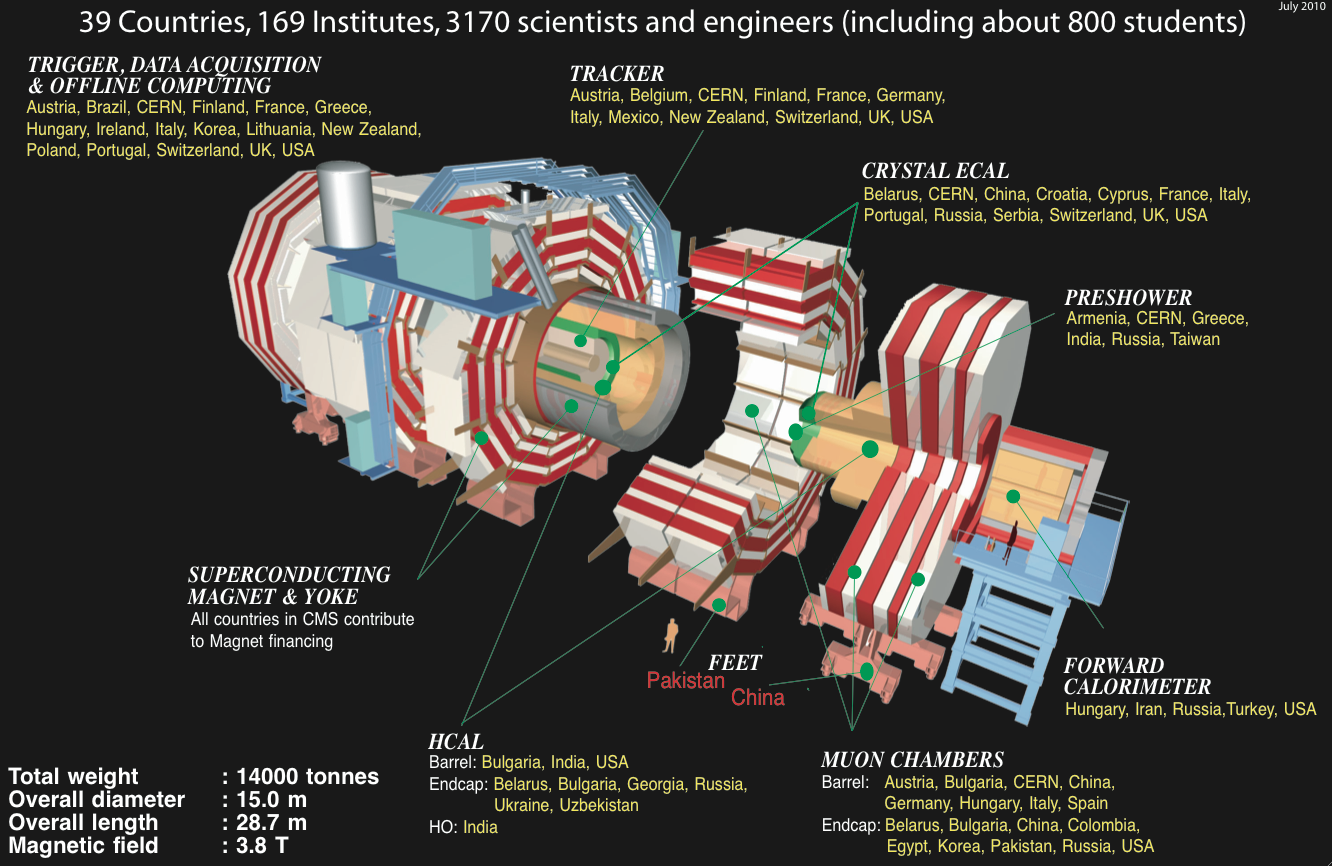 July 2010
39 Countries, 169 Institutes, 3170 scientists and engineers (including about 800 students)
TRIGGER, DATA ACQUISITION
& OFFLINE COMPUTING
Austria, Brazil, CERN, Finland, France, Greece,
Hungary, Ireland, Italy, Korea, Lithuania, New Zealand,
Poland, Portugal, Switzerland, UK, USA
TRACKER
Austria, Belgium, CERN, Finland, France, Germany,
Italy, Mexico, New Zealand, Switzerland, UK, USA
CRYSTAL ECAL
Belarus, CERN, China, Croatia, Cyprus, France, Italy,
Portugal, Russia, Serbia, Switzerland, UK, USA
PRESHOWER
Armenia, CERN, Greece,
India, Russia, Taiwan
SUPERCONDUCTING
MAGNET & YOKE
All countries in CMS contribute
to Magnet financing
FEET
Pakistan
China
FORWARD
CALORIMETER
Hungary, Iran, Russia,Turkey, USA
HCAL
Barrel: Bulgaria, India, USA
Endcap: Belarus, Bulgaria, Georgia, Russia,
Ukraine, Uzbekistan
HO: India
MUON CHAMBERS
Barrel: Austria, Bulgaria, CERN, China,
Germany, Hungary, Italy, Spain
Endcap: Belarus, Bulgaria, China, Colombia,
Egypt, Korea, Pakistan, Russia, USA
Total weight : 14000 tonnes
Overall diameter : 15.0 m
Overall length : 28.7 m
Magnetic field : 3.8 T